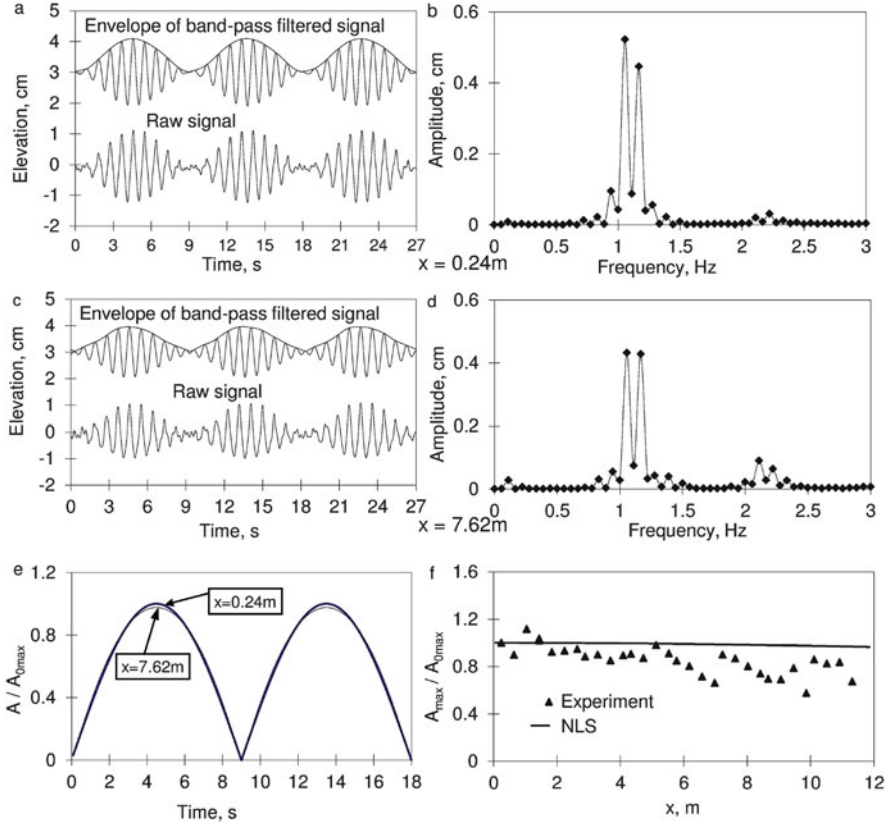 a
Envelope of band-pass filtered signal
Raw signal
Elevation, cm
5
4
3
2
1
0
-1
-2
0 3 6 9 12 15 18 21 24 27
Time, s
b
Amplitude, cm
0.6
0.4
0.2
0
0 0.5 1 1.5 2 2.5 3
Frequency, Hz
x = 0.24m
c
Envelope of band-pass filtered signal
Raw signal
Elevation, cm
5
4
3
2
1
0
-1
-2
0 3 6 9 12 15 18 21 24 27
Time, s
d
Amplitude, cm
0.6
0.4
0.2
0
0 0.5 1 1.5 2 2.5 3
Frequency, Hz
x = 7.62m
e
A / A0max
1.2
0.8
0.4
0
x=0.24m
x=7.62m
0 2 4 6 8 10 12 14 16 18
Time, s
f
Amax / A0max
1.6
1.2
0.8
0.4
0
Experiment
NLS
0 2 4 6 8 10 12
x, m